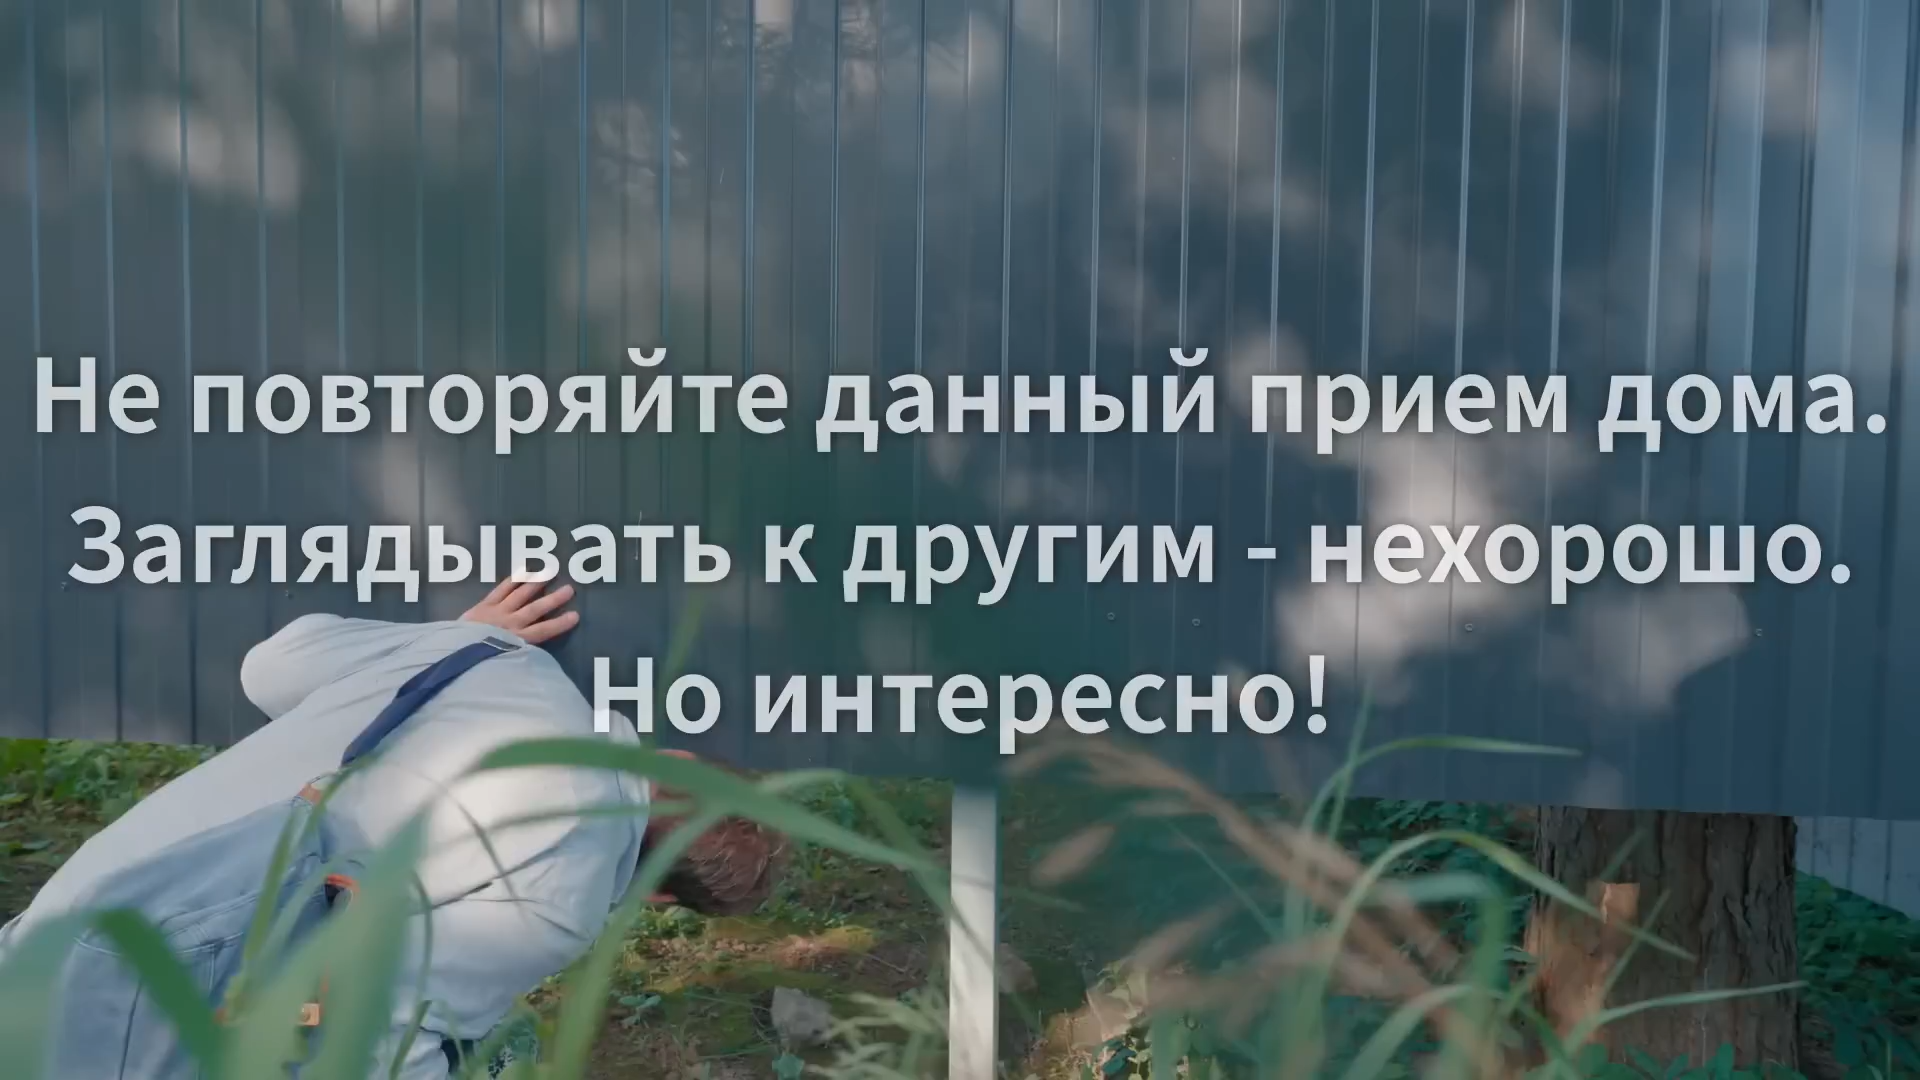 Не повторяйте данный прием дома.
Заглядывать к другим - нехорошо.
Но интересно!